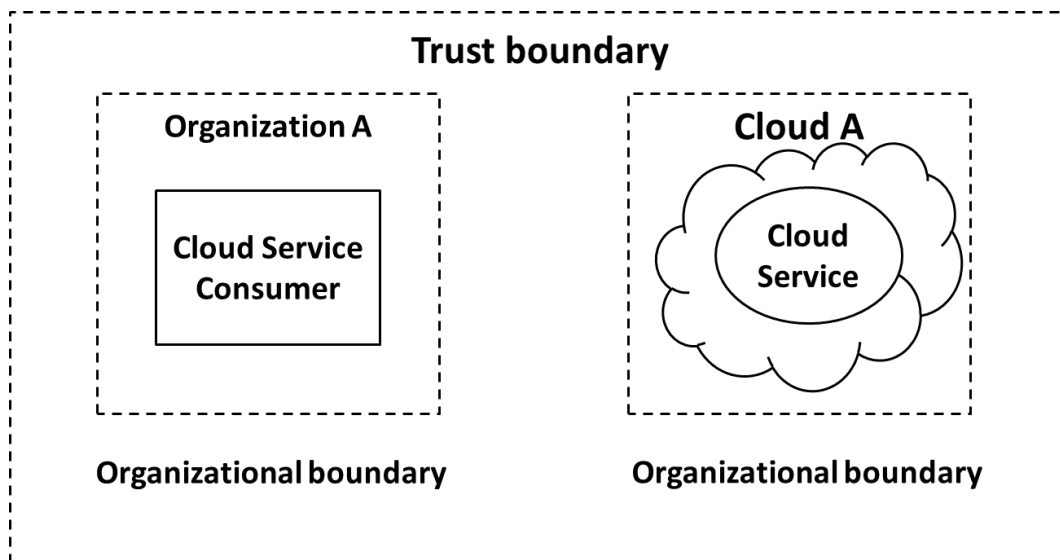 Trust boundary
Organization A
Cloud Service
Consumer
Organizational boundary
Cloud A
Cloud
Service
Organizational boundary